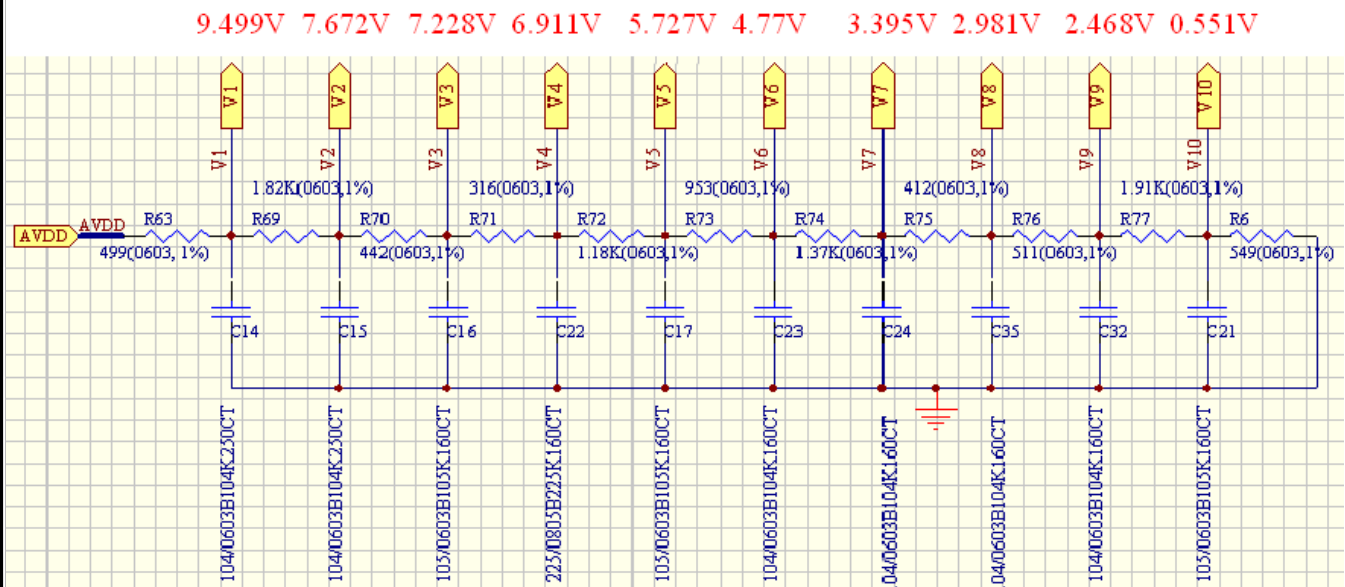 9.499V 7.672V 7.228V 6.911V 5.727V 4.77V 3.395V 2.981V 2.468V 0.551V
V1 V2 V3 V4 V5 V6 V7 V8 V9 V10
V1 V2 V3 V4 V5 V6 V7 V8 V9 V10
1.82K(0603,1%) 316(0603,1%) 953(0603,1%) 412(0603,1%) 1.91K(0603,1%)
AVDD AVDD R63 R69 R70 R71 R72 R73 R74 R75 R76 R77 R6
499(0603, 1%) 442(0603,1%) 1.18K(0603,1%) 1.37K(0603,1%) 511(0603,1%) 549(0603,1%)
C14 C15 C16 C22 C17 C23 C24 C35 C32 C21
104/0603B104K250CT
104/0603B104K250CT
105/0603B105K160CT
225/0805B225K160CT
105/0603B105K160CT
104/0603B104K160CT
04/0603B104K160CT
04/0603B104K160CT
104/0603B104K160CT
105/0603B105K160CT